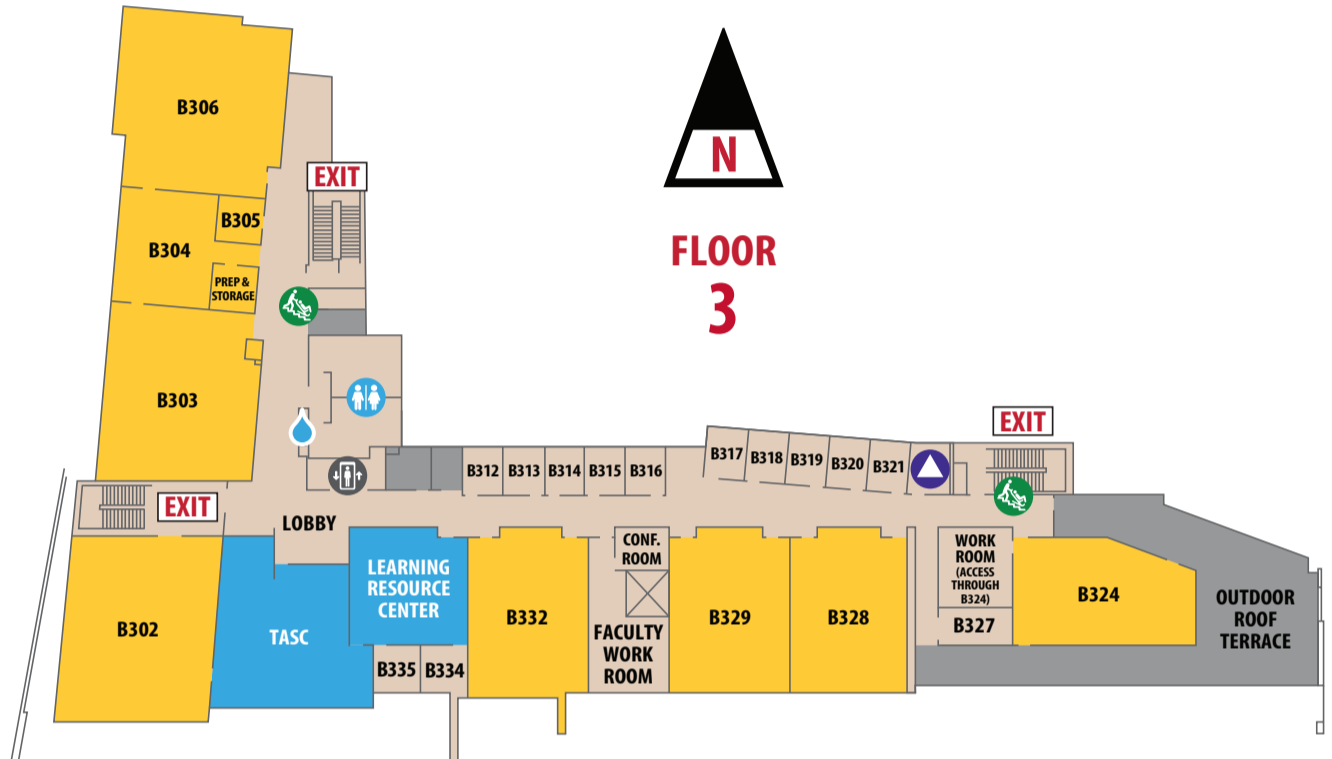 B306
N
EXIT
B305
B304
FLOOR
3
PREP &
STORAGE
B303
EXIT
B317
B318
B319
B320
B321
B312
B313
B314
B315
B316
EXIT
LOBBY
CONF.
ROOM
WORK
ROOM
(ACCESS
THROUGH
B324)
LEARNING
RESOURCE
CENTER
B324
OUTDOOR
ROOF
TERRACE
B302
TASC
B332
B329
B328
B327
FACULTY
WORK
ROOM
B335
B334